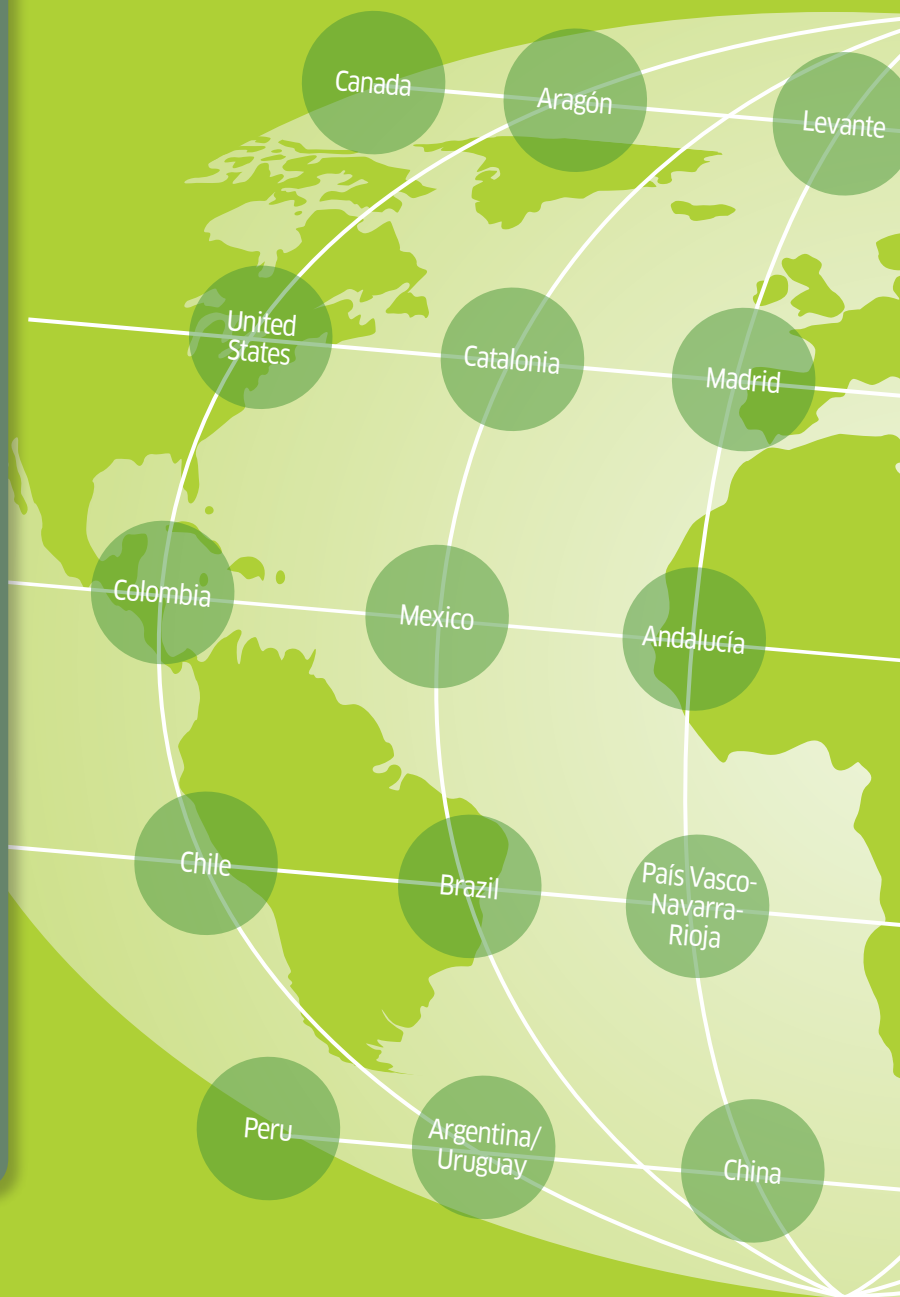 Canada
Aragón
Levante
United
States
Catalonia
Madrid
Colombia
Mexico
Andalucía
Chile
Brazil
País Vasco-
Navarra-
Rioja
Peru
Argentina/
Uruguay
China